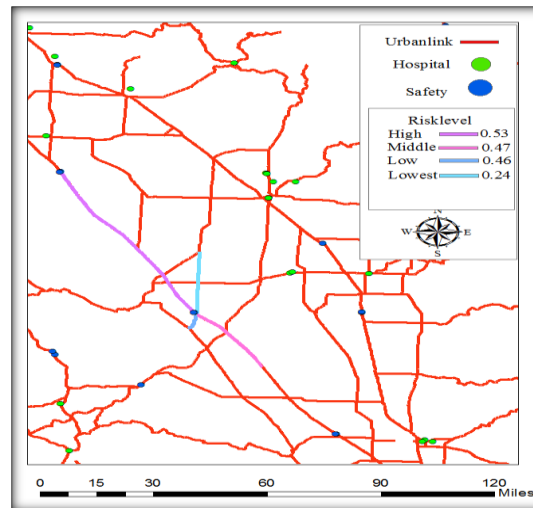 Urbanlink
Hospital
Safety
Risklevel
High 0.53
Middle 0.47
Low 0.46
Lowest 0.24
N
W E
S
0 15 30 60 90 120
Miles